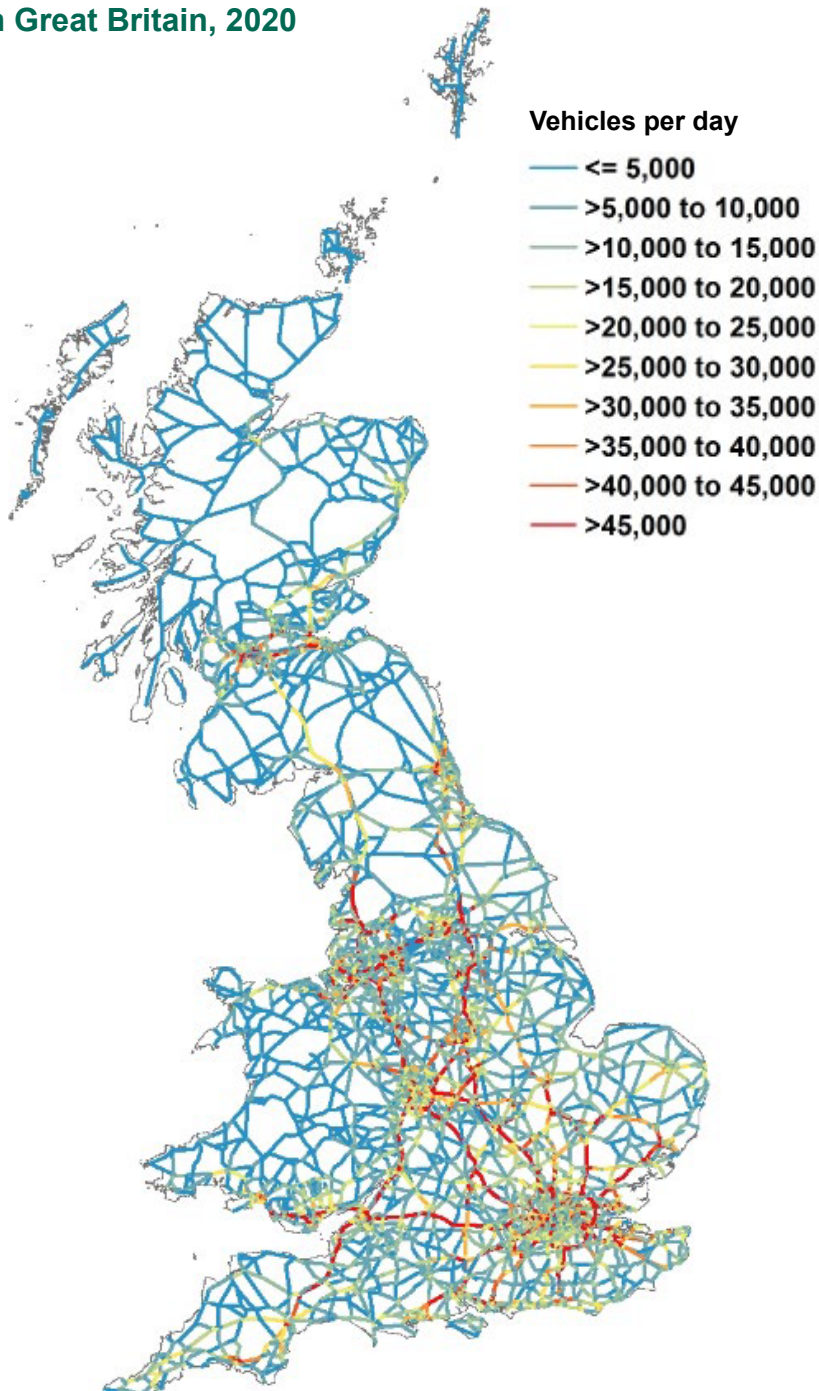 n Great Britain, 2020
Vehicles per day
<= 5,000
>5,000 to 10,000
>10,000 to 15,000
>15,000 to 20,000
>20,000 to 25,000
>25,000 to 30,000
>30,000 to 35,000
>35,000 to 40,000
>40,000 to 45,000
>45,000